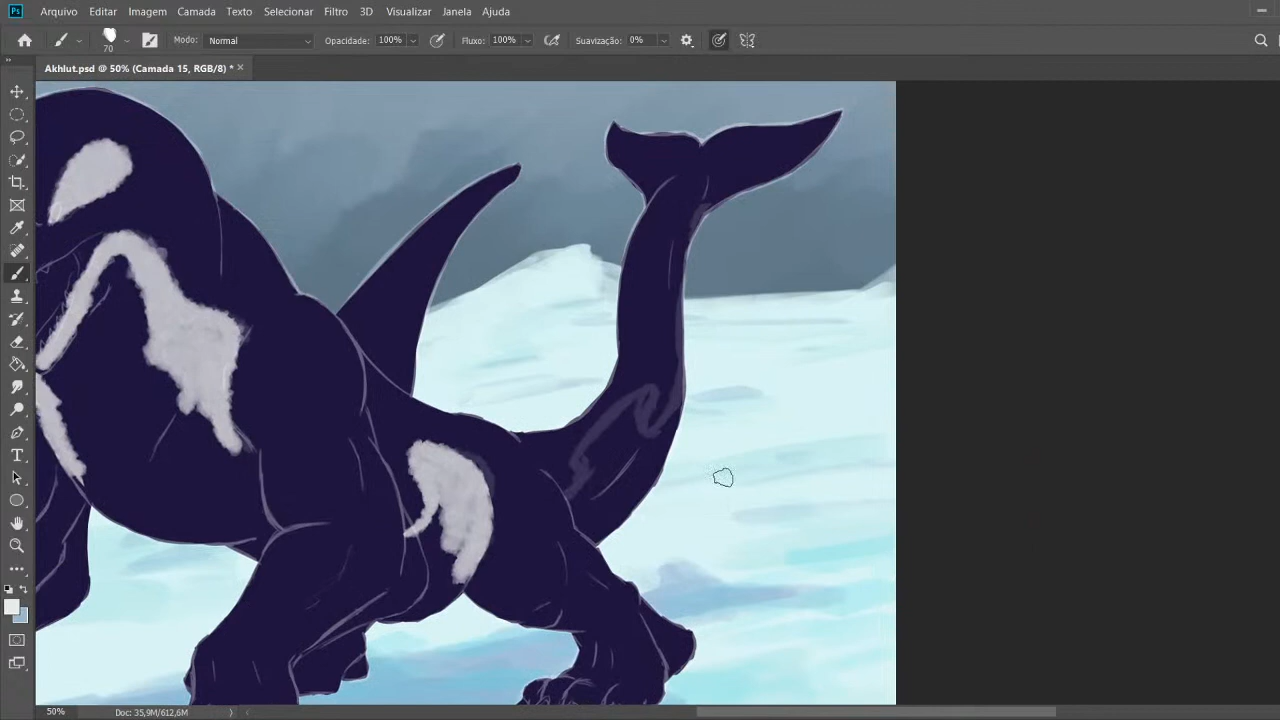 Ps Arquivo Editar Imagem Camada Texto Selecionar Filtro 3D Visualizar Janela Ajuda
70 Modo: Normal Opacidade: 100% Fluxo: 100% Suavização: 0%
Akhlut.psd @ 50% (Camada 15, RGB/8) *
50% Doc: 35,9M/612,6M